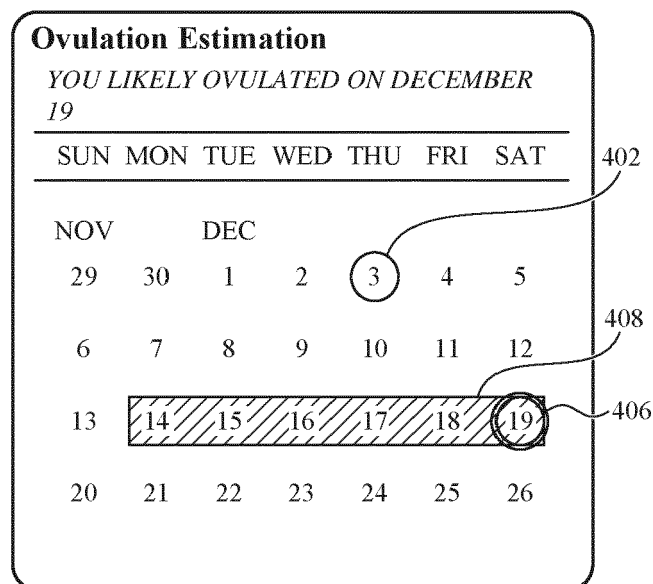 Ovulation Estimation
YOU LIKELY OVULATED ON DECEMBER
19
SUN MON TUE WED THU FRI SAT
402
NOV DEC
29 30 1 2 3 4 5
408
6 7 8 9 10 11 12
13 14 15 16 17 18 19
406
20 21 22 23 24 25 26